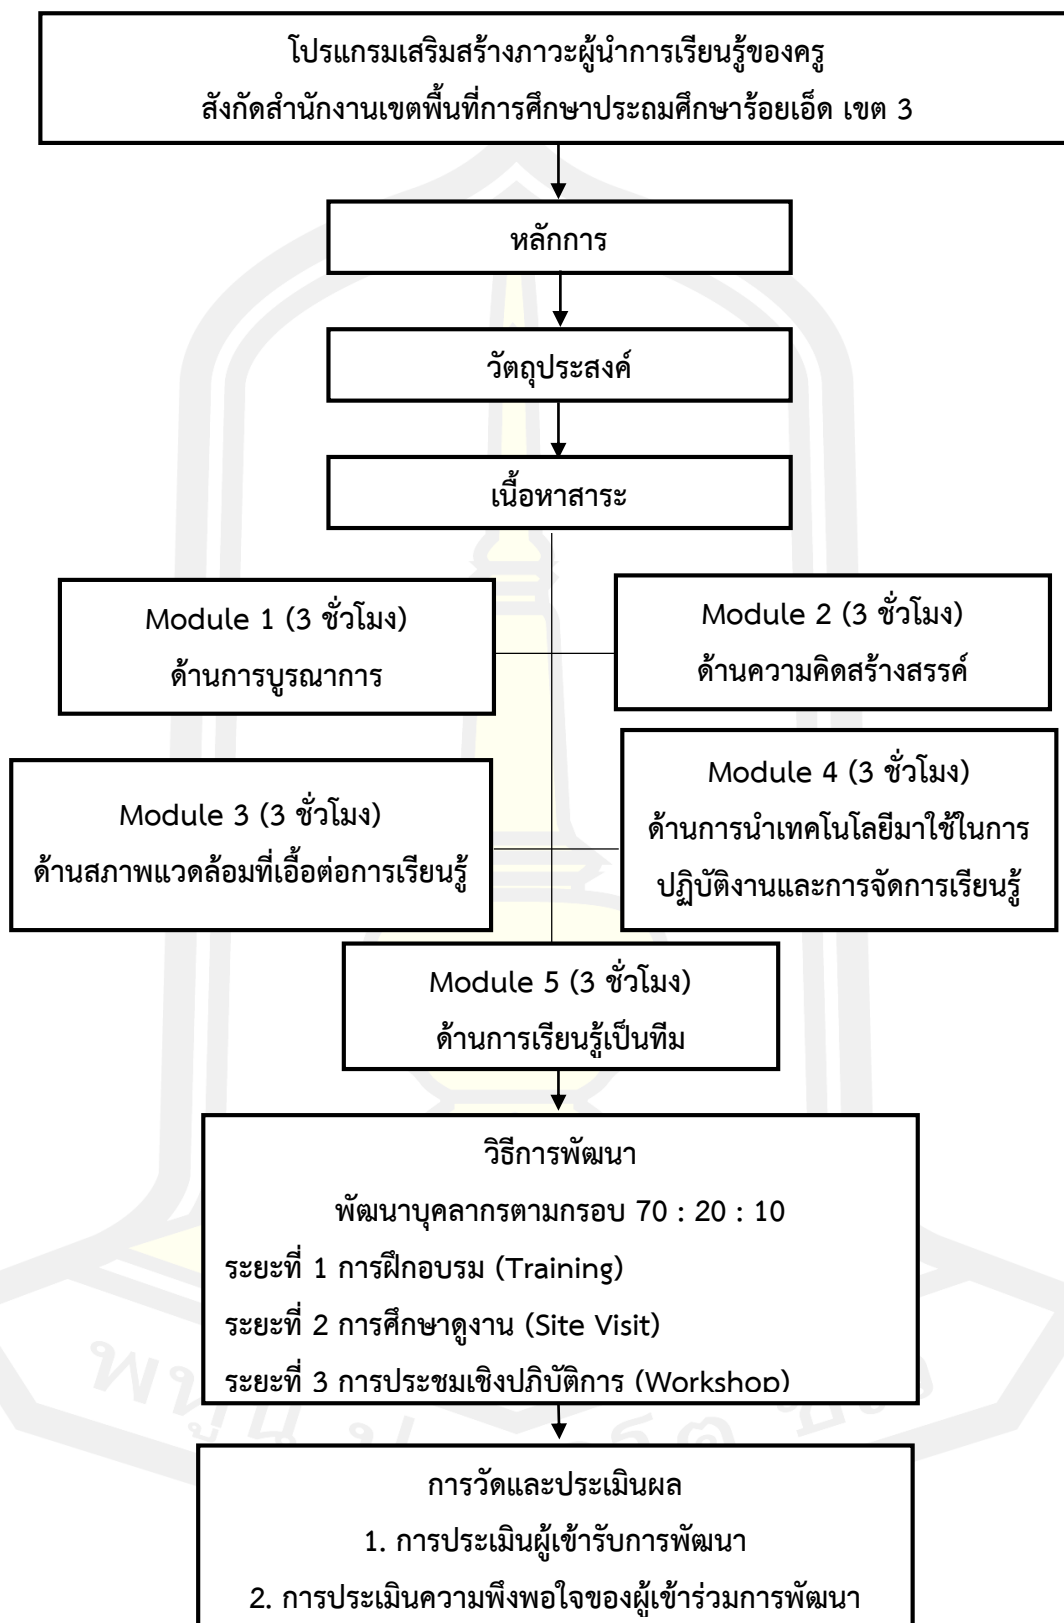 โปรแกรมเสริมสร้างภาวะผู้นำการเรียนรู้ของครู
สังกัดสำนักงานเขตพื้นที่การศึกษาประถมศึกษาร้อยเอ็ด เขต 3
หลักการ
วัตถุประสงค์
เนื้อหาสาระ
Module 1 (3 ชั่วโมง)
ด้านการบูรณาการ
Module 2 (3 ชั่วโมง)
ด้านความคิดสร้างสรรค์
Module 3 (3 ชั่วโมง)
ด้านสภาพแวดล้อมที่เอื้อต่อการเรียนรู้
Module 4 (3 ชั่วโมง)
ด้านการนำเทคโนโลยีมาใช้ในการ
ปฏิบัติงานและการจัดการเรียนรู้
Module 5 (3 ชั่วโมง)
ด้านการเรียนรู้เป็นทีม
วิธีการพัฒนา
พัฒนาบุคลากรตามกรอบ 70 : 20 : 10
ระยะที่ 1 การฝึกอบรม (Training)
ระยะที่ 2 การศึกษาดูงาน (Site Visit)
ระยะที่ 3 การประชุมเชิงปฏิบัติการ (Workshop)
การวัดและประเมินผล
1. การประเมินผู้เข้ารับการพัฒนา
2. การประเมินความพึงพอใจของผู้เข้าร่วมการพัฒนา